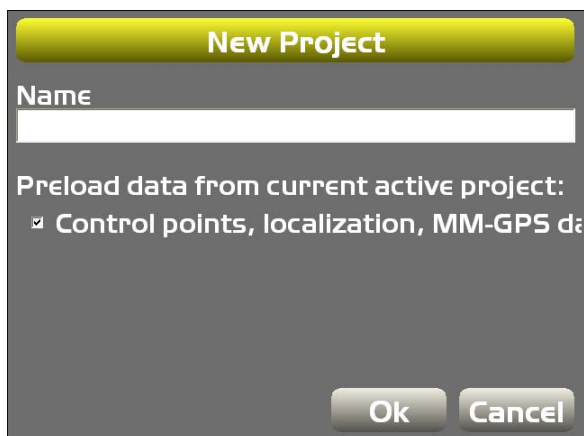 New Project
Name
Preload data from current active project:
Control points, localization, MM-GPS da
Ok Cancel